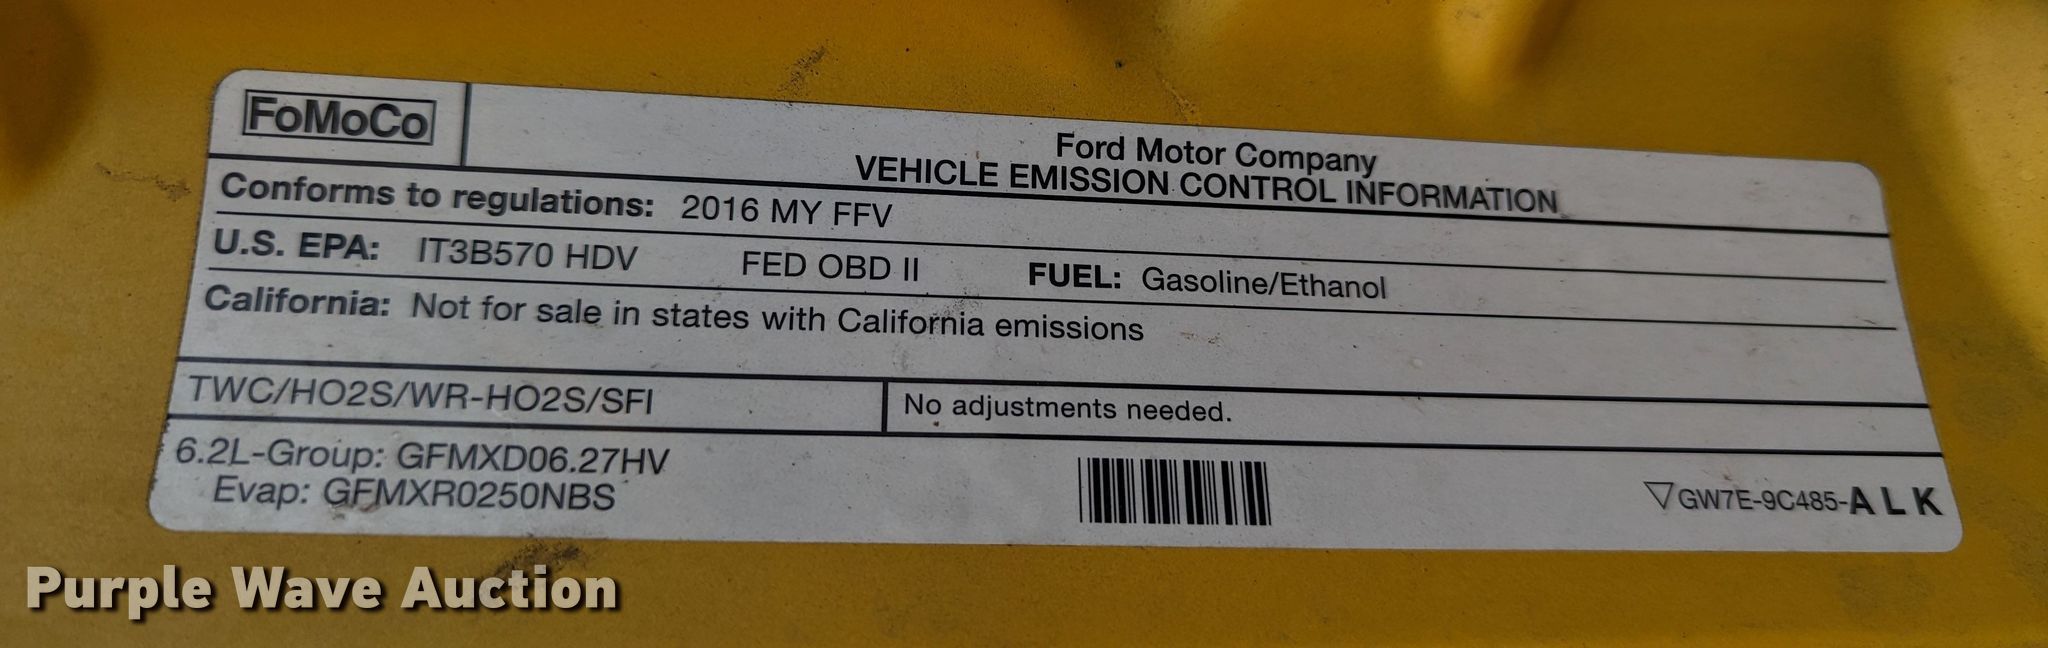 FoMoCo
Ford Motor Company
VEHICLE EMISSION CONTROL INFORMATION
Conforms to regulations: 2016 MY FFV
U.S. EPA: IT3B570 HDV FED OBD II FUEL: Gasoline/Ethanol
California: Not for sale in states with California emissions
TWC/HO2S/WR-HO2S/SFI
No adjustments needed.
6.2L-Group: GFMXD06.27HV
Evap: GFMXR0250NBS
▽GW7E-9C485-ALK
Purple Wave Auction